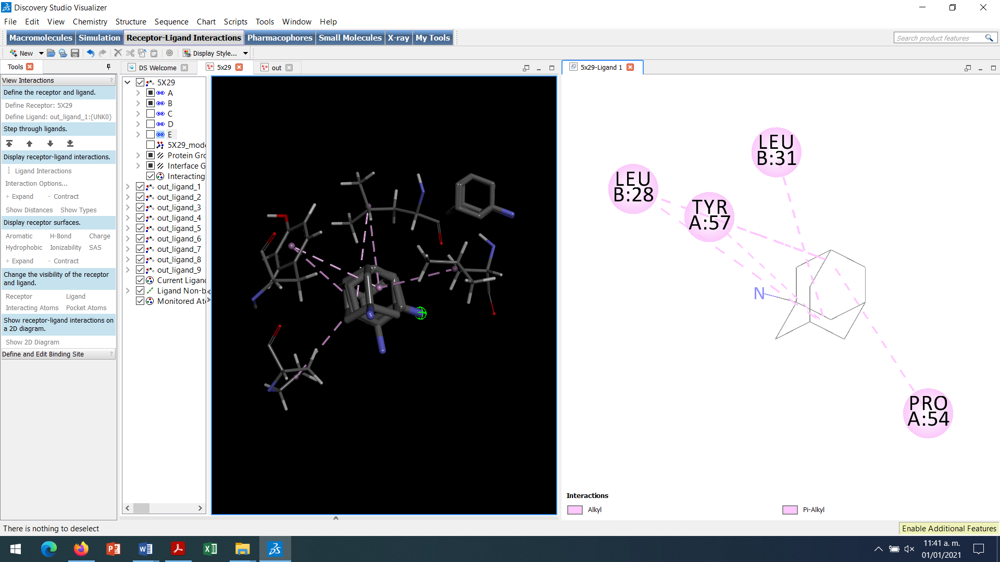 Discovery Studio Visualizer
File Edit View Chemistry Structure Sequence Chart Scripts Tools Window Help
Macromolecules Simulation Receptor-Ligand Interactions Pharmacophores Small Molecules X-ray My Tools
Search product features
New Display Style...
Tools
View Interactions ?
Define the receptor and ligand.
Define Receptor: 5X29
Define Ligand: out_ligand_1:(UNK0)
Step through ligands.
Display receptor-ligand interactions.
Ligand Interactions
Interaction Options...
+ Expand - Contract
Show Distances Show Types
Display receptor surfaces.
Aromatic H-Bond Charge
Hydrophobic Ionizability SAS
+ Expand - Contract
Change the visibility of the receptor
and ligand.
Receptor Ligand
Interacting Atoms Pocket Atoms
Show receptor-ligand interactions on
a 2D diagram.
Show 2D Diagram
Define and Edit Binding Site ?
DS Welcome 5x29 out
5X29
A
B
C
D
E
5X29_mode
Protein Gro
Interface G
Interacting
out_ligand_1
out_ligand_2
out_ligand_3
out_ligand_4
out_ligand_5
out_ligand_6
out_ligand_7
out_ligand_8
out_ligand_9
Current Ligand
Ligand Non-b
Monitored Ato
5x29-Ligand 1
LEU
B:31
LEU
B:28
TYR
A:57
N
PRO
A:54
Interactions
Alkyl Pi-Alkyl
There is nothing to deselect
Enable Additional Features
11:41 a. m.
01/01/2021